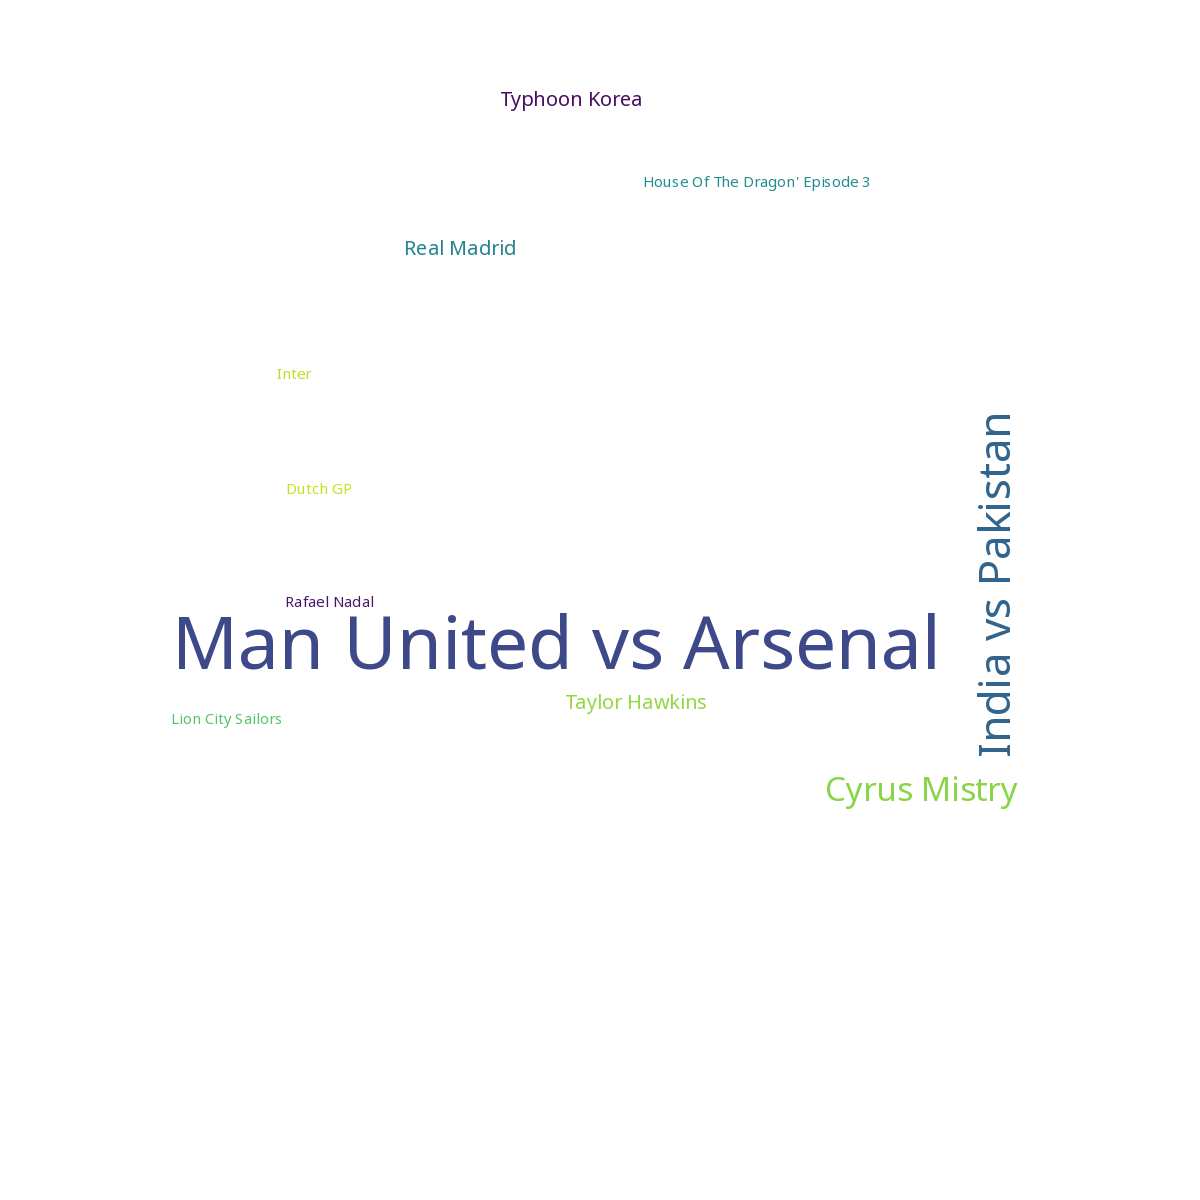 Typhoon Korea
House Of The Dragon' Episode 3
Real Madrid
Inter
Dutch GP
India vs Pakistan
Rafael Nadal
Man United vs Arsenal
Taylor Hawkins
Lion City Sailors
Cyrus Mistry